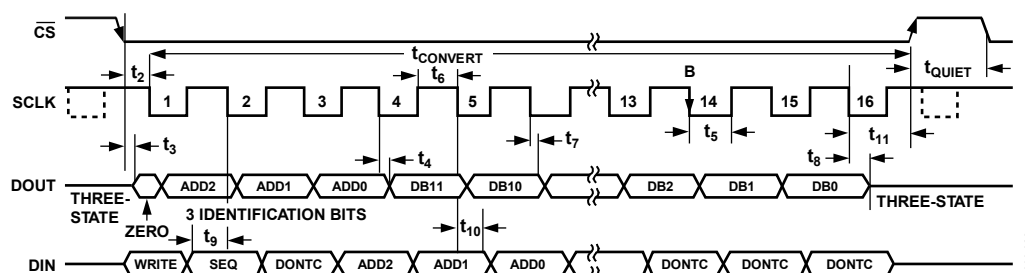 CS
tCONVERT
t2 t6 B tQUIET
SCLK 1 2 3 4 5 13 14 15 16
t3 t4 t7 t5 t11
t8
DOUT ADD2 ADD1 ADD0 DB11 DB10 DB2 DB1 DB0
THREE-STATE THREE-STATE
3 IDENTIFICATION BITS
ZERO t9 t10
DIN WRITE SEQ DONTC ADD2 ADD1 ADD0 DONTC DONTC DONTC